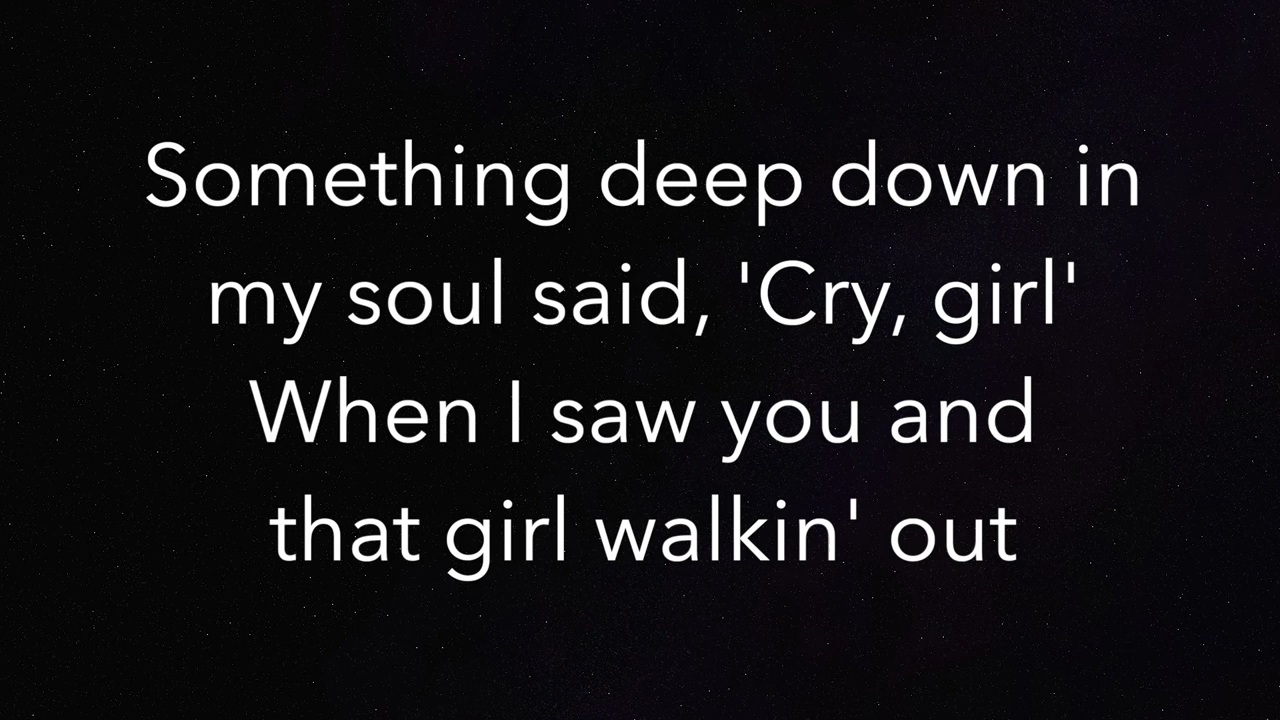 Something deep down in
my soul said, 'Cry, girl'
When I saw you and
that girl walkin' out